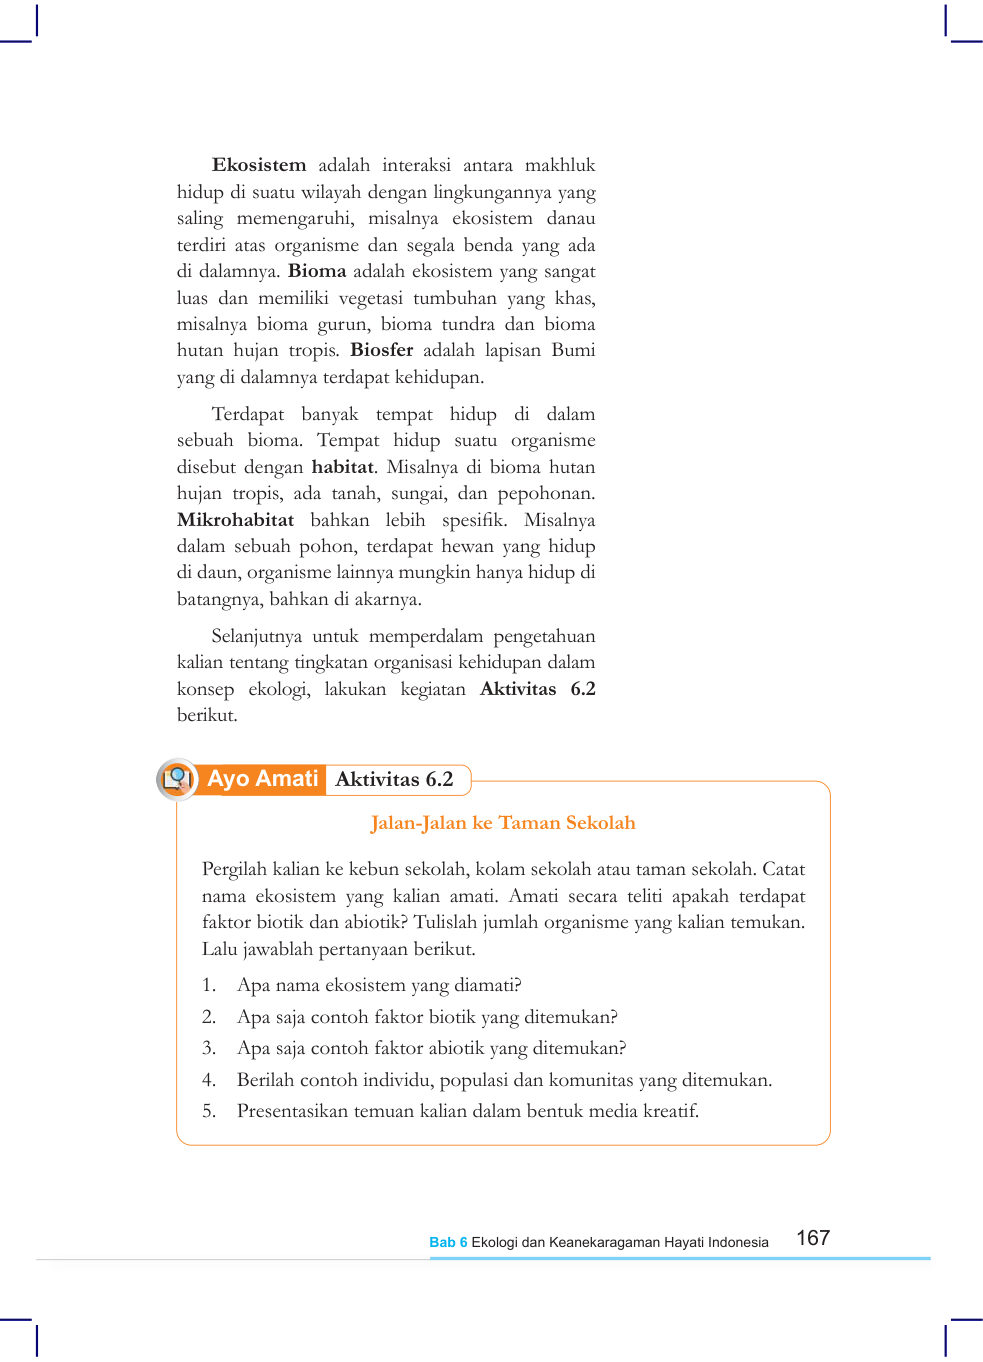 Ekosistem adalah interaksi antara makhluk
hidup di suatu wilayah dengan lingkungannya yang
saling memengaruhi, misalnya ekosistem danau
terdiri atas organisme dan segala benda yang ada
di dalamnya. Bioma adalah ekosistem yang sangat
luas dan memiliki vegetasi tumbuhan yang khas,
misalnya bioma gurun, bioma tundra dan bioma
hutan hujan tropis. Biosfer adalah lapisan Bumi
yang di dalamnya terdapat kehidupan.
Terdapat banyak tempat hidup di dalam
sebuah bioma. Tempat hidup suatu organisme
disebut dengan habitat. Misalnya di bioma hutan
hujan tropis, ada tanah, sungai, dan pepohonan.
Mikrohabitat bahkan lebih spesifik. Misalnya
dalam sebuah pohon, terdapat hewan yang hidup
di daun, organisme lainnya mungkin hanya hidup di
batangnya, bahkan di akarnya.
Selanjutnya untuk memperdalam pengetahuan
kalian tentang tingkatan organisasi kehidupan dalam
konsep ekologi, lakukan kegiatan Aktivitas 6.2
berikut.
Ayo Amati Aktivitas 6.2
Jalan-Jalan ke Taman Sekolah
Pergilah kalian ke kebun sekolah, kolam sekolah atau taman sekolah. Catat
nama ekosistem yang kalian amati. Amati secara teliti apakah terdapat
faktor biotik dan abiotik? Tulislah jumlah organisme yang kalian temukan.
Lalu jawablah pertanyaan berikut.
1. Apa nama ekosistem yang diamati?
2. Apa saja contoh faktor biotik yang ditemukan?
3. Apa saja contoh faktor abiotik yang ditemukan?
4. Berilah contoh individu, populasi dan komunitas yang ditemukan.
5. Presentasikan temuan kalian dalam bentuk media kreatif.
Bab 6 Ekologi dan Keanekaragaman Hayati Indonesia 167